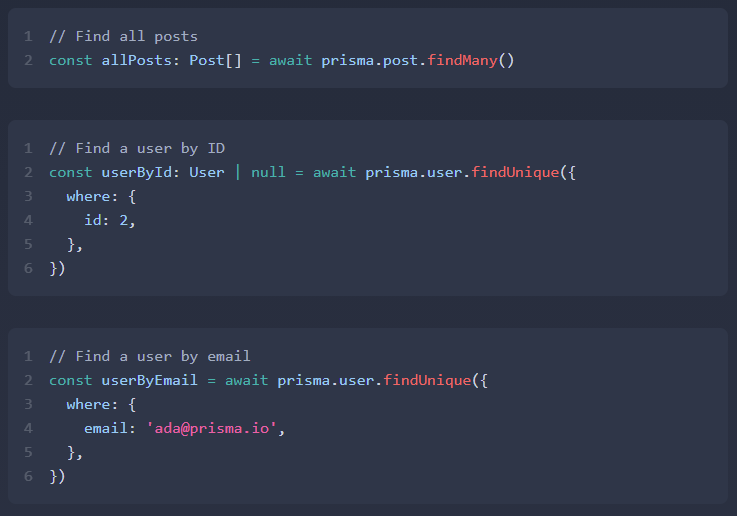 1 // Find all posts
2 const allPosts: Post[] = await prisma.post.findMany()
1 // Find a user by ID
2 const userById: User | null = await prisma.user.findUnique({
3   where: {
4     id: 2,
5   },
6 })
1 // Find a user by email
2 const userByEmail = await prisma.user.findUnique({
3   where: {
4     email: 'ada@prisma.io',
5   },
6 })